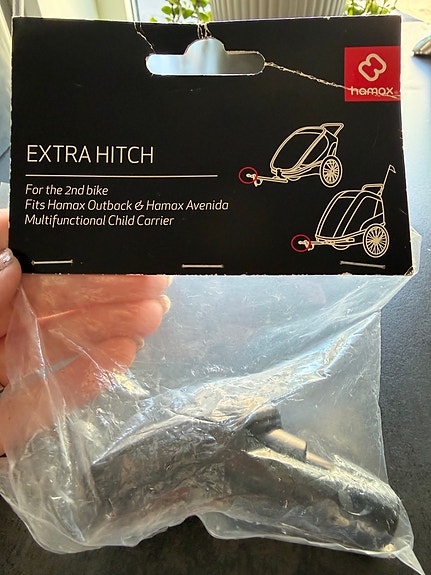 hamax
EXTRA HITCH
For the 2nd bike
Fits Hamax Outback & Hamax Avenida
Multifunctional Child Carrier